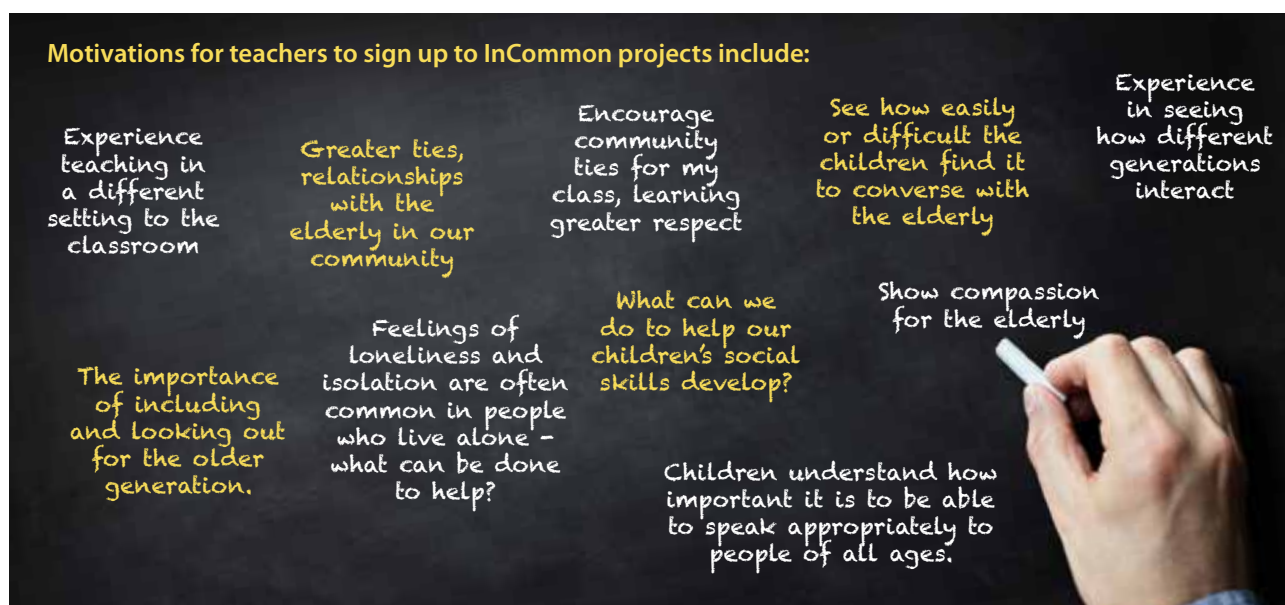 Motivations for teachers to sign up to InCommon projects include:
Experience
teaching in
a different
setting to the
classroom
Greater ties,
relationships
with the
elderly in our
community
Encourage
community
ties for my
class, learning
greater respect
See how easily
or difficult the
children find it
to converse with
the elderly
Experience
in seeing
how different
generations
interact
The importance
of including
and looking out
for the older
generation.
Feelings of
loneliness and
isolation are often
common in people
who live alone -
what can be done
to help?
What can we
do to help our
children's social
skills develop?
Show compassion
for the elderly
Children understand how
important it is to be able
to speak appropriately to
people of all ages.